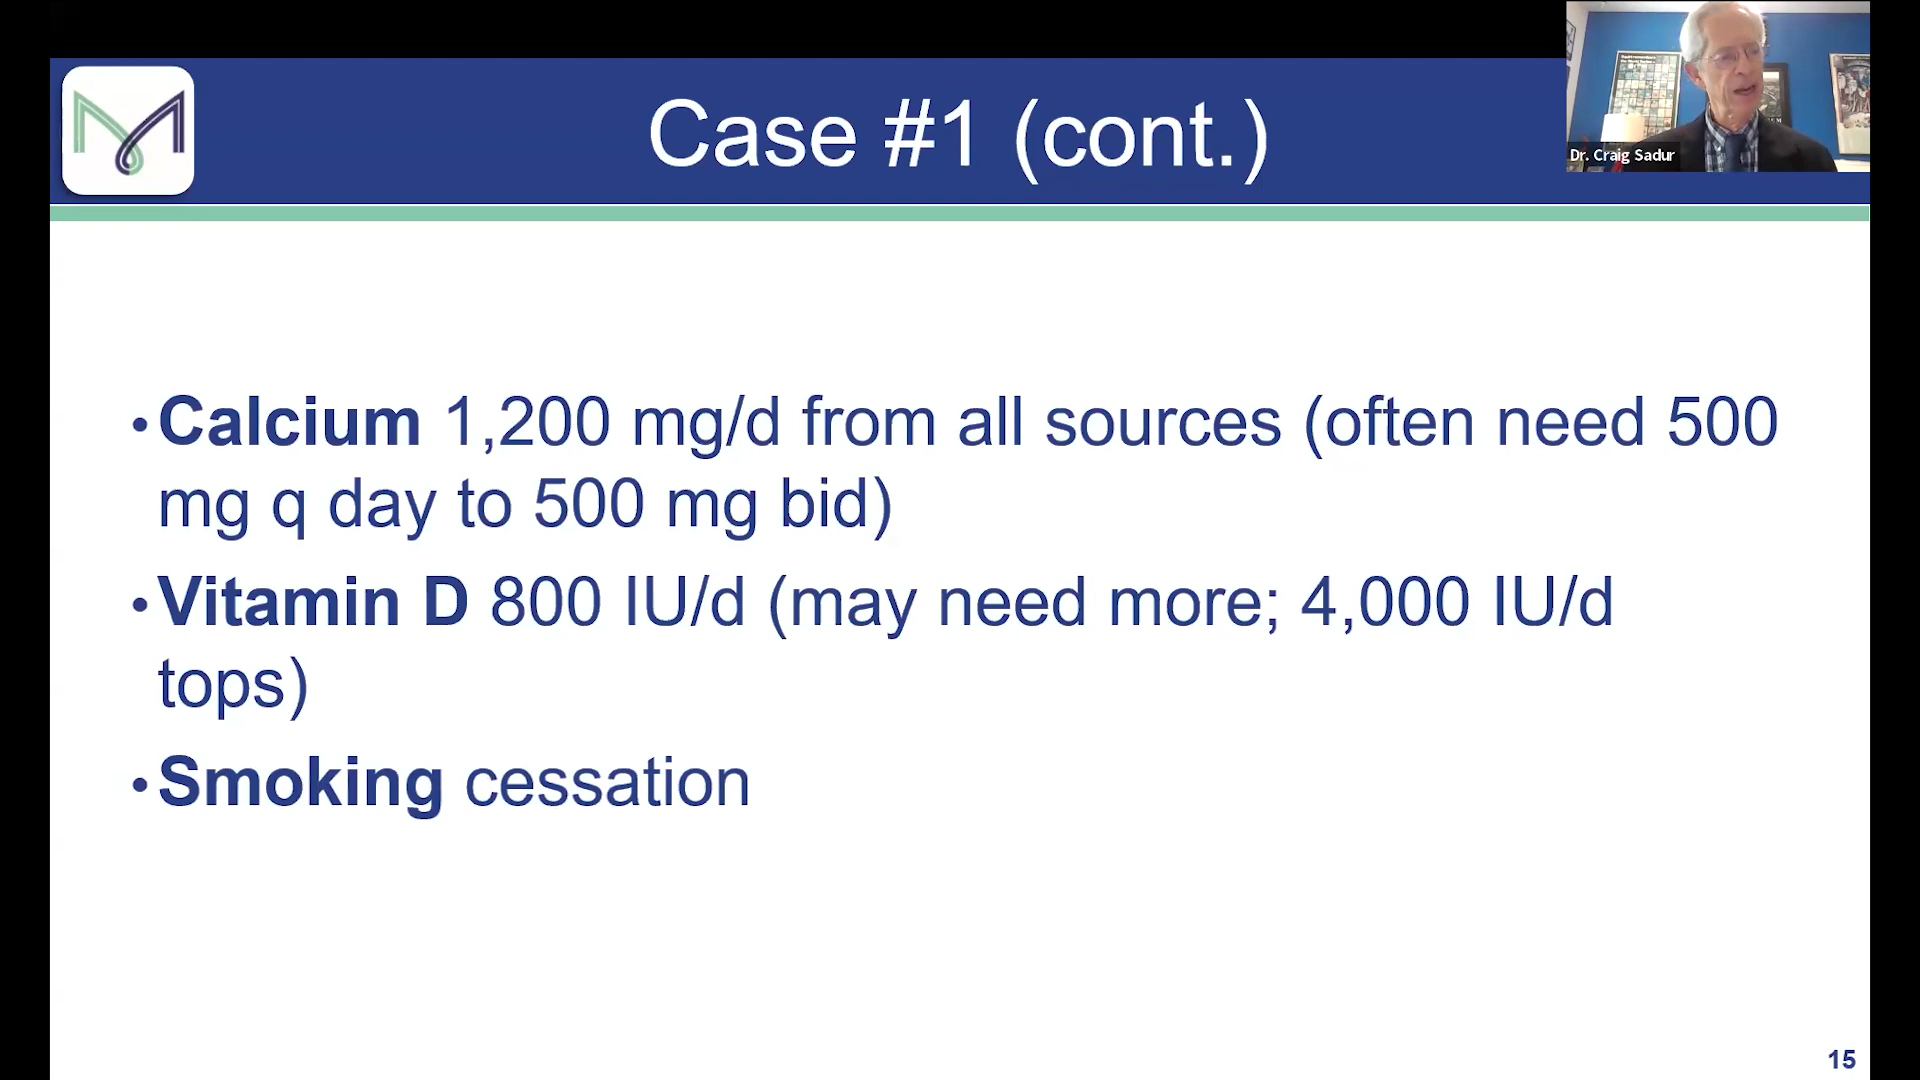 Case #1 (cont.)
Dr. Craig Sadur
• Calcium 1,200 mg/d from all sources (often need 500
mg q day to 500 mg bid)
• Vitamin D 800 IU/d (may need more; 4,000 IU/d
tops)
• Smoking cessation
15